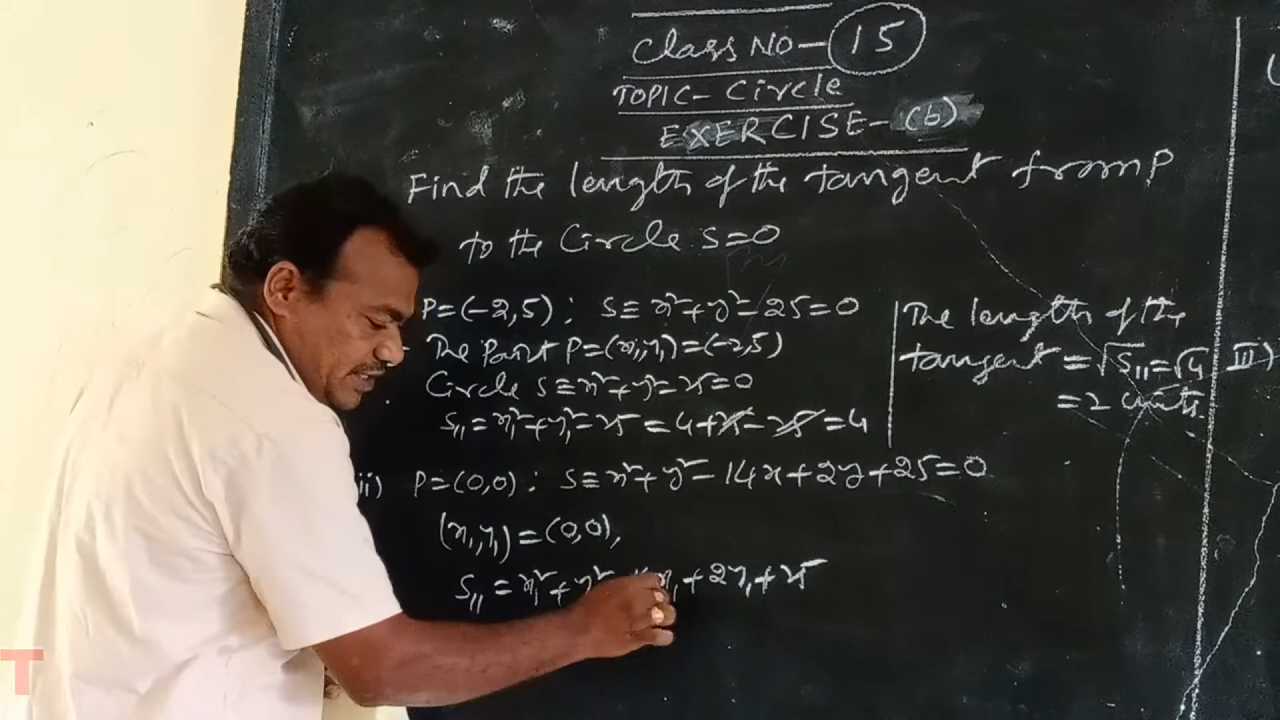 Class NO-15
TOPIC- Circle
EXERCISE-(b)
Find the length of the tangent from P
to the Circle S=0
P=(-2,5); S≡x²+y²-25=0
The Point P=(x₁,y₁)=(-2,5)
Circle S≡x²+y²-25=0
S₁₁=x₁²+y₁²-25=4+25-25=4
The length of the
tangent=√S₁₁=√4
=2 units.
III)
ii) P=(0,0); S≡x²+y²-14x+2y+25=0
(x₁,y₁)=(0,0),
S₁₁=x₁²+y₁² x₁+2y₁+25
T